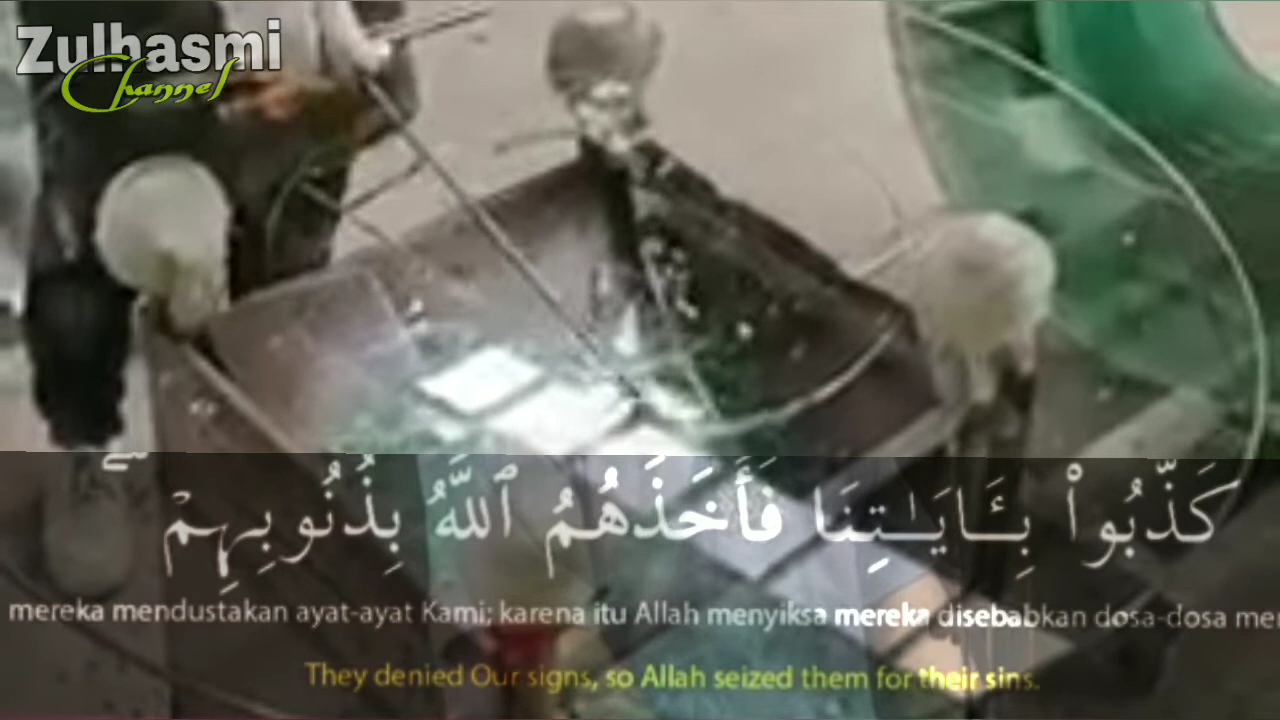 Zulhasmi
Channel
كَذَّبُوا۟ بِـَٔايَـٰتِنَا فَأَخَذَهُمُ ٱللَّهُ بِذُنُوبِهِمْ ۗ
mereka mendustakan ayat-ayat Kami; karena itu Allah menyiksa mereka disebabkan dosa-dosa
They denied Our signs, so Allah seized them for their sins.